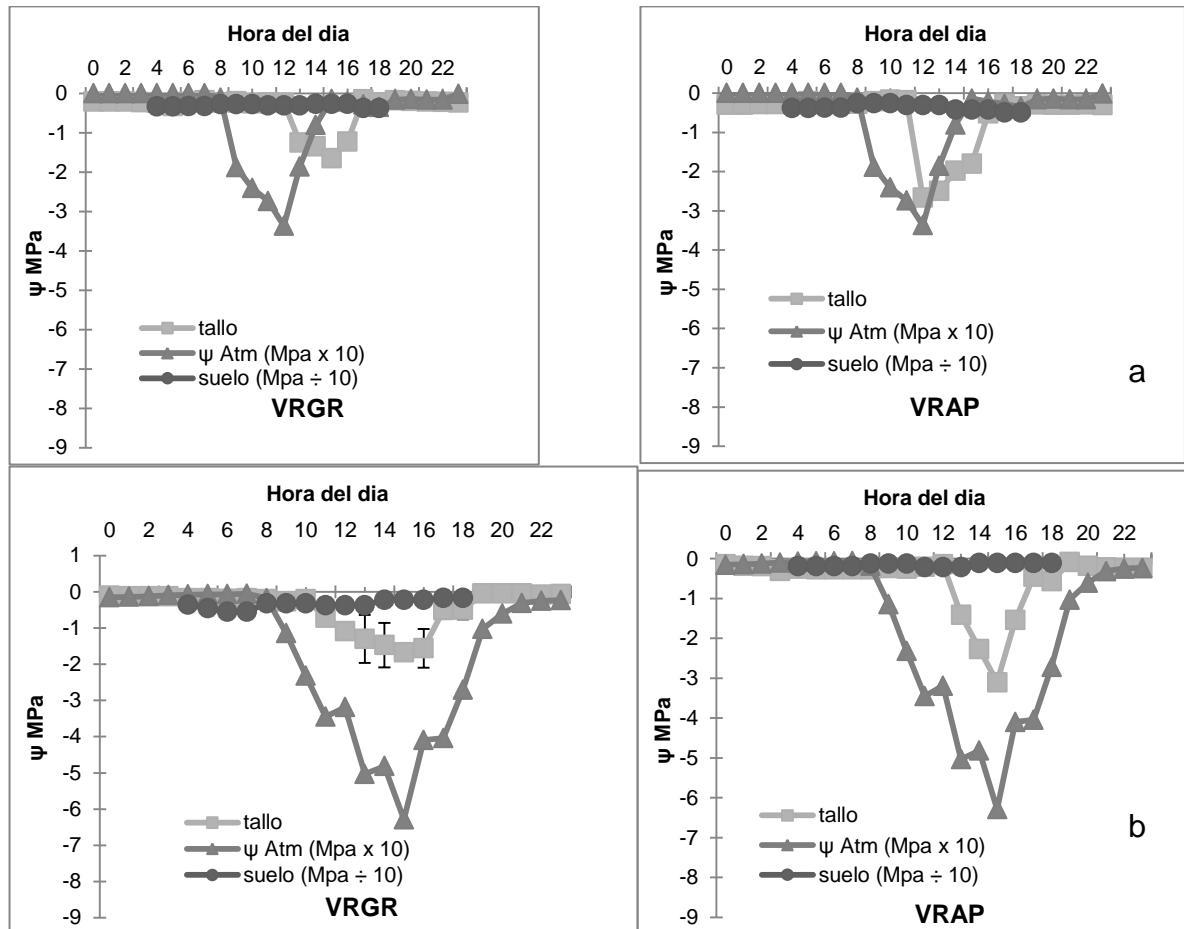 Hora del dia
0 2 4 6 8 10 12 14 16 18 20 22
0
-1
-2
-3
-4
-5
-6
-7
-8
-9
ψ MPa
tallo
ψ Atm (Mpa x 10)
suelo (Mpa ÷ 10)
VRGR
Hora del dia
0 2 4 6 8 10 12 14 16 18 20 22
0
-1
-2
-3
-4
-5
-6
-7
-8
-9
ψ MPa
tallo
ψ Atm (Mpa x 10)
suelo (Mpa ÷ 10)
VRAP
a
Hora del dia
0 2 4 6 8 10 12 14 16 18 20 22
1
0
-1
-2
-3
-4
-5
-6
-7
-8
-9
ψ MPa
tallo
ψ Atm (Mpa x 10)
suelo (Mpa ÷ 10)
VRGR
Hora del dia
0 2 4 6 8 10 12 14 16 18 20 22
0
-1
-2
-3
-4
-5
-6
-7
-8
-9
ψ MPa
tallo
ψ Atm (Mpa x 10)
suelo (Mpa ÷ 10)
VRAP
b